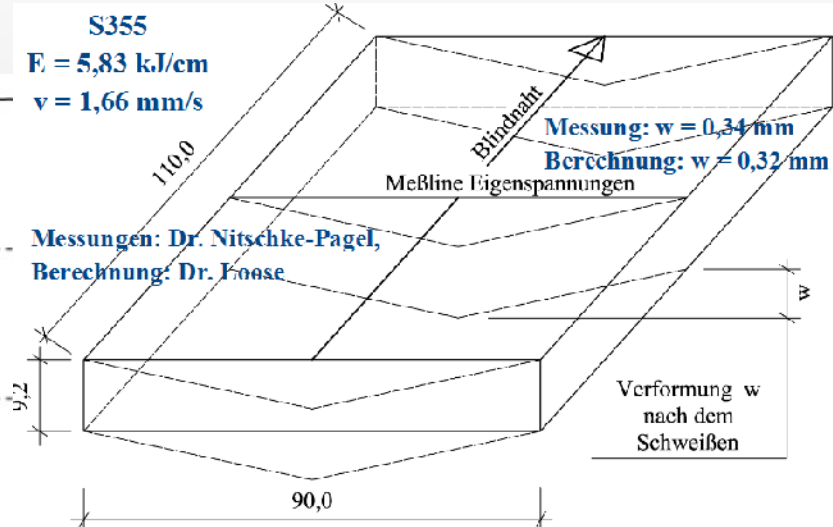 S355
E = 5,83 kJ/cm
v = 1,66 mm/s
110,0
Blindnaht
Messung: w = 0,34 mm
Berechnung: w = 0,32 mm
Meßline Eigenspannungen
Messungen: Dr. Nitschke-Pagel,
Berechnung: Dr. Loose
w
9,2
Verformung w
nach dem
Schweißen
90,0